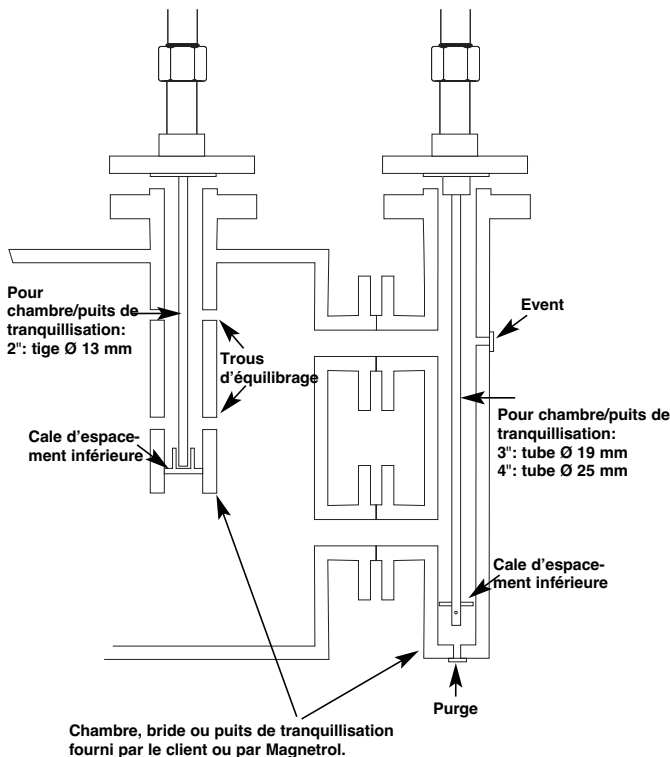 Pour
chambre/puits de
tranquillisation:
2": tige Ø 13 mm
Trous
d'équilibrage
Event
Pour chambre/puits de
tranquillisation:
3": tube Ø 19 mm
4": tube Ø 25 mm
Cale d'espace-
ment inférieure
Cale d'espace-
ment inférieure
Purge
Chambre, bride ou puits de tranquillisation
fourni par le client ou par Magnetrol.